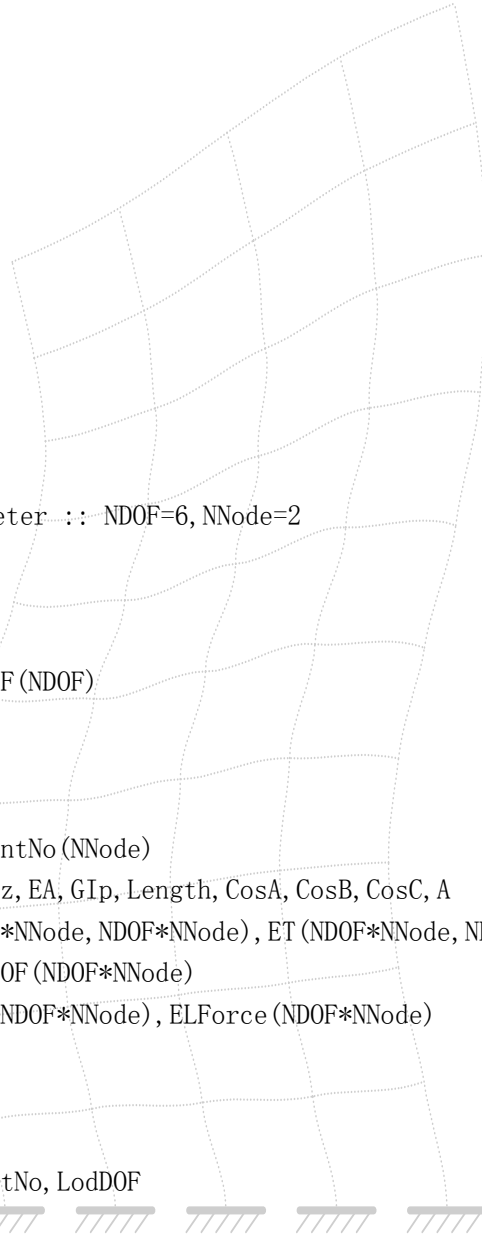 eter :: NDOF=6,NNode=2
F(NDOF)
ntNo(NNode)
z,EA,GIp,Length,CosA,CosB,CosC,A
*NNode,NDOF*NNode),ET(NDOF*NNode,N
OF(NDOF*NNode)
NDOF*NNode),ELForce(NDOF*NNode)
tNo,LodDOF